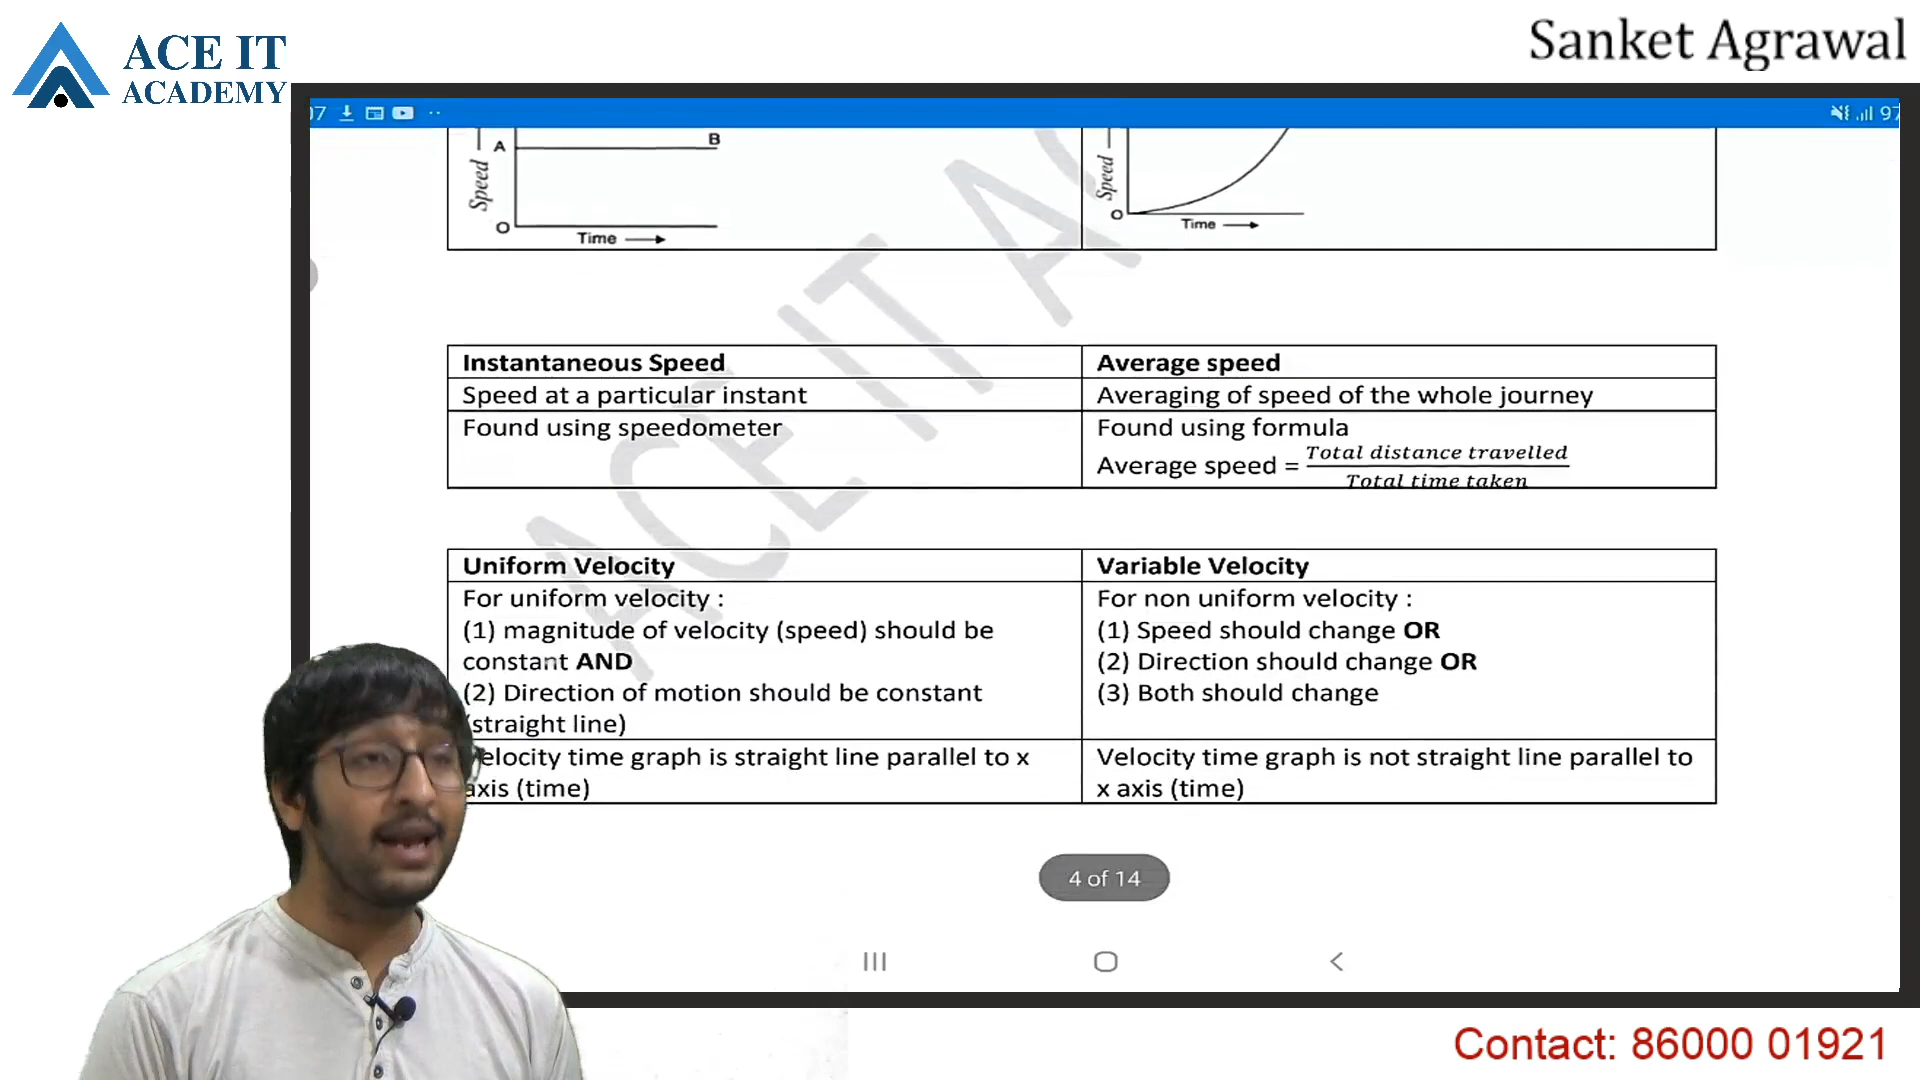 ACE IT
ACADEMY
Sanket Agrawal
97
A
B
Speed
O
Time
Speed
O
Time
ACE IT
Instantaneous Speed
Average speed
Speed at a particular instant
Averaging of speed of the whole journey
Found using speedometer
Found using formula
Average speed = Total distance travelled
Total time taken
Uniform Velocity
Variable Velocity
For uniform velocity :
(1) magnitude of velocity (speed) should be
constant AND
(2) Direction of motion should be constant
(straight line)
For non uniform velocity :
(1) Speed should change OR
(2) Direction should change OR
(3) Both should change
elocity time graph is straight line parallel to x
axis (time)
Velocity time graph is not straight line parallel to
x axis (time)
4 of 14
Contact: 86000 01921